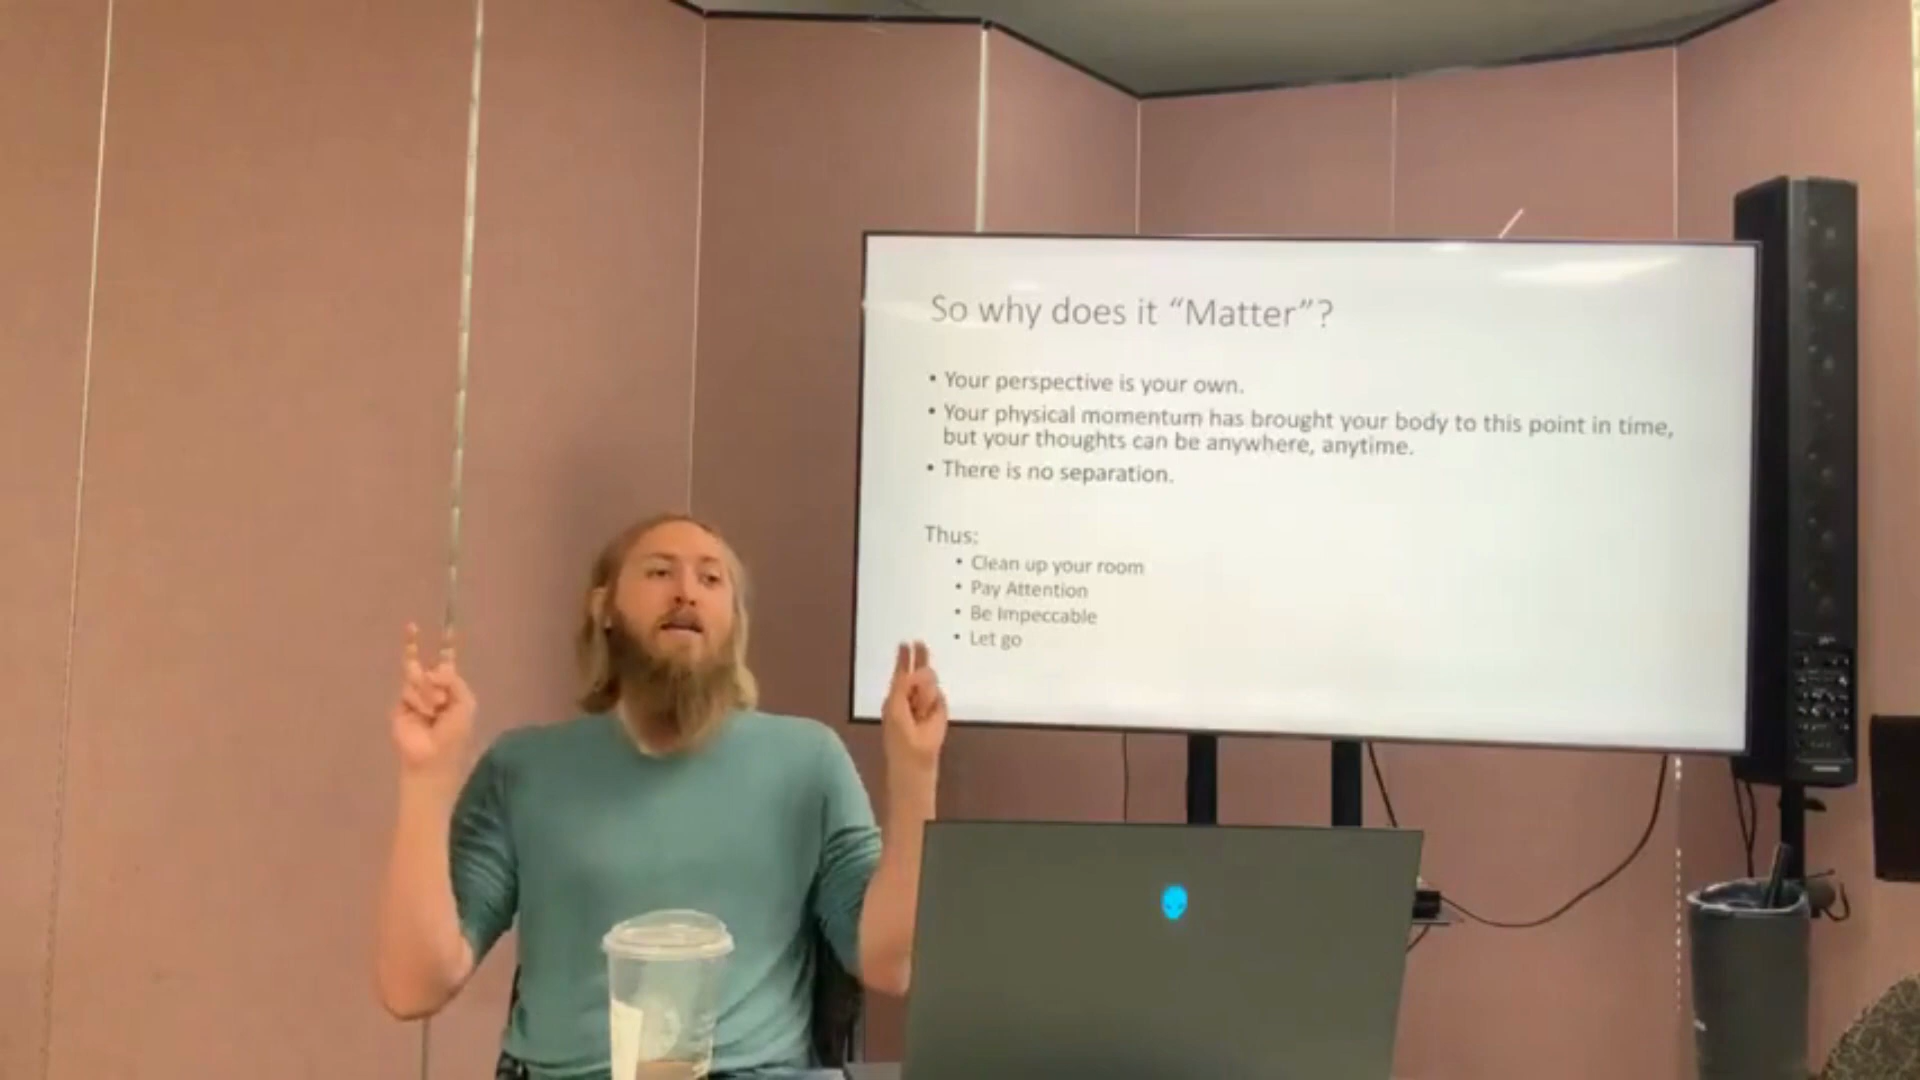 So why does it “Matter”?
• Your perspective is your own.
• Your physical momentum has brought your body to this point in time,
but your thoughts can be anywhere, anytime.
• There is no separation.
Thus:
• Clean up your room
• Pay Attention
• Be Impeccable
• Let go